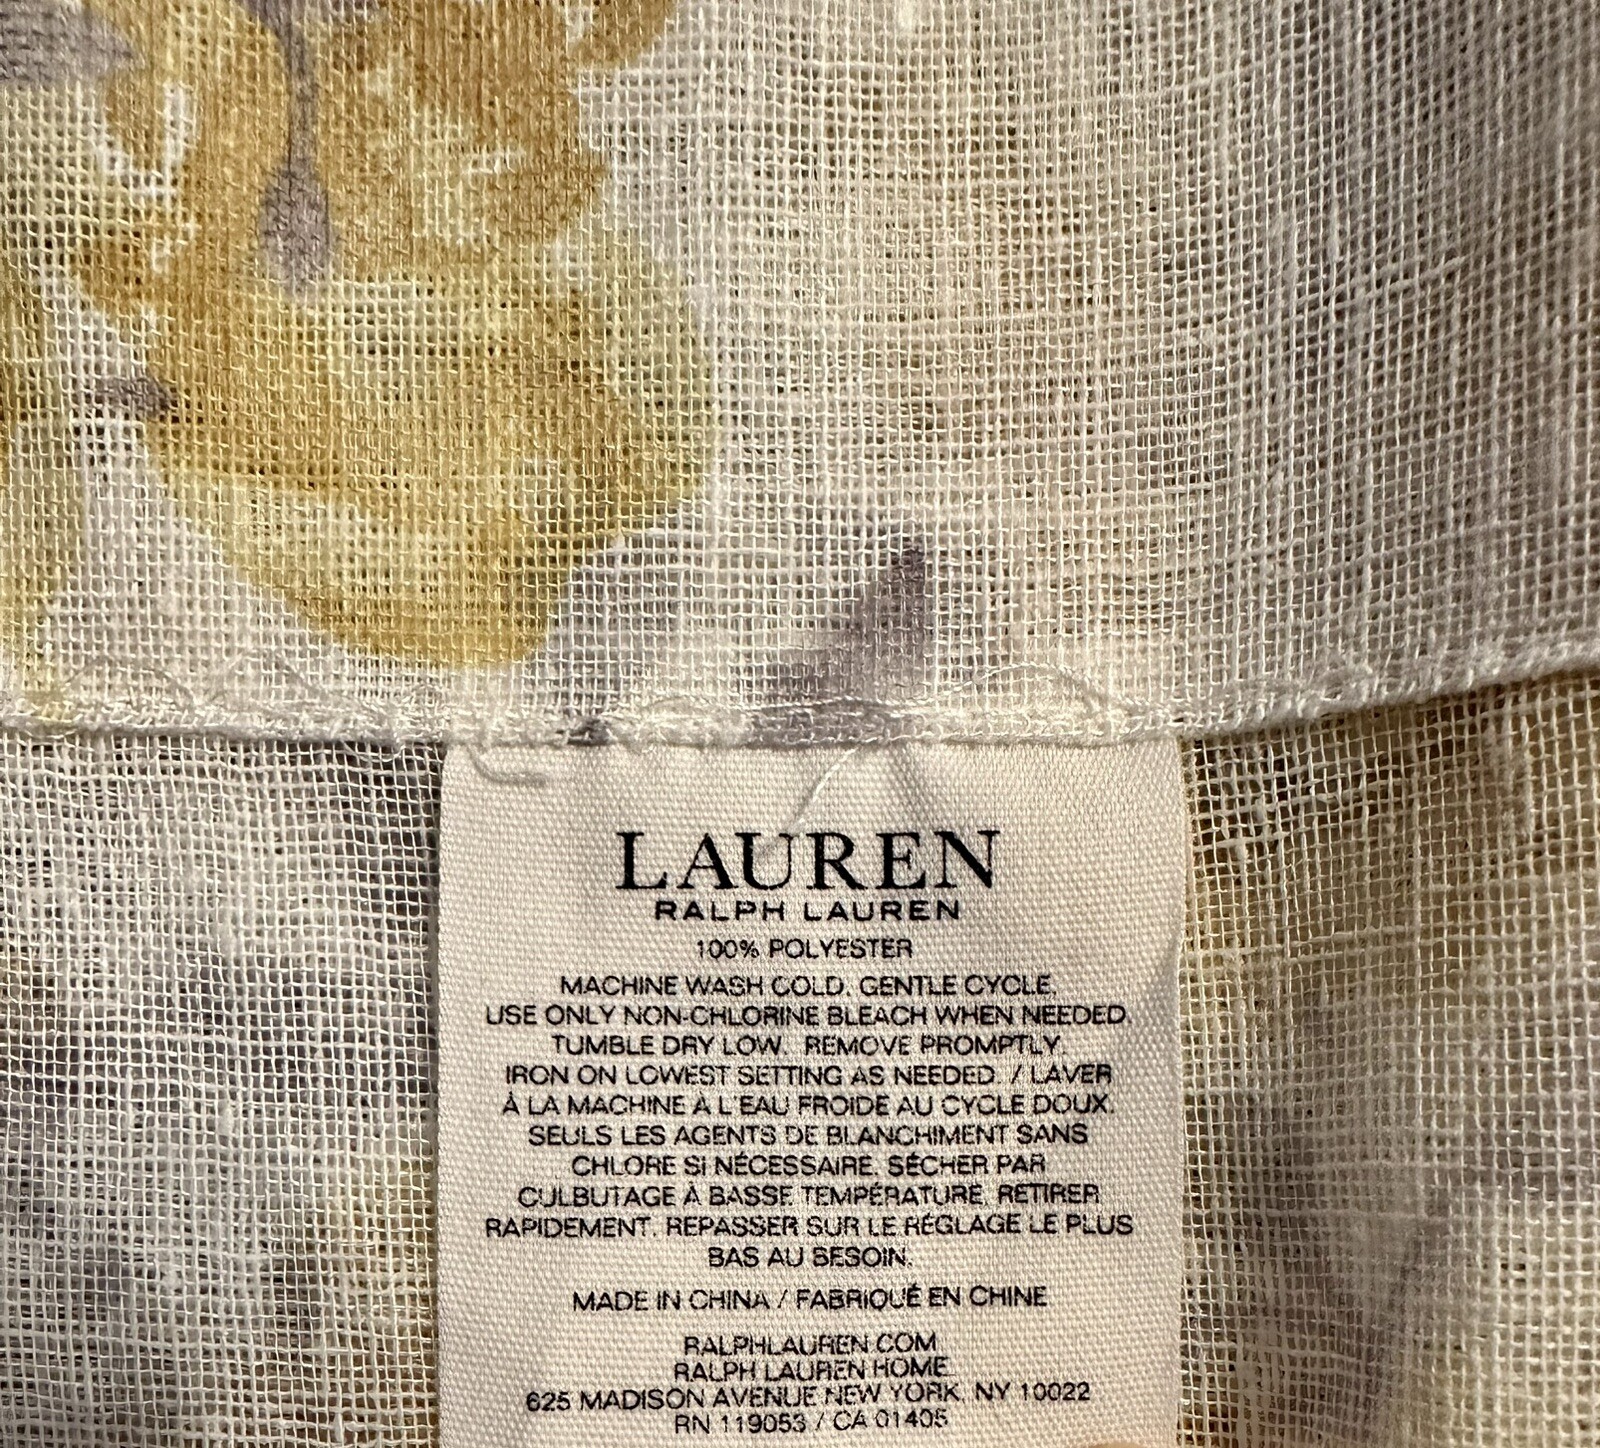 LAUREN
RALPH LAUREN
100% POLYESTER
MACHINE WASH COLD. GENTLE CYCLE.
USE ONLY NON-CHLORINE BLEACH WHEN NEEDED.
TUMBLE DRY LOW. REMOVE PROMPTLY.
IRON ON LOWEST SETTING AS NEEDED. / LAVER
À LA MACHINE À L'EAU FROIDE AU CYCLE DOUX.
SEULS LES AGENTS DE BLANCHIMENT SANS
CHLORE SI NÉCESSAIRE. SÉCHER PAR
CULBUTAGE À BASSE TEMPÉRATURE. RETIRER
RAPIDEMENT. REPASSER SUR LE RÉGLAGE LE PLUS
BAS AU BESOIN.
MADE IN CHINA / FABRIQUÉ EN CHINE
RALPHLAUREN.COM
RALPH LAUREN HOME
625 MADISON AVENUE NEW YORK, NY 10022
RN 119053 / CA 01405